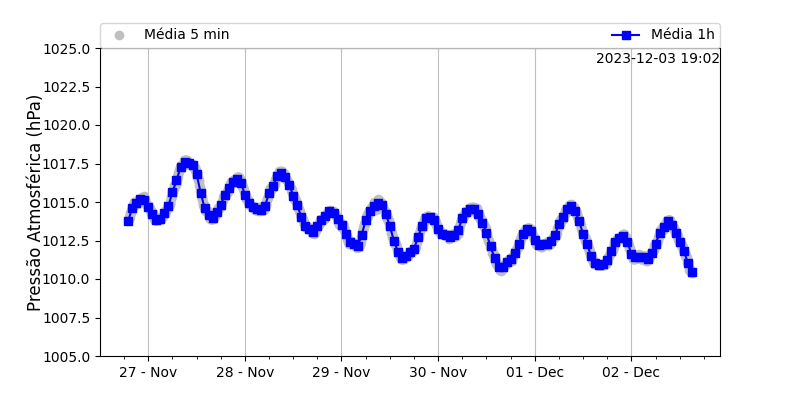 Média 5 min
Média 1h
2023-12-03 19:02
Pressão Atmosférica (hPa)
1025.0
1022.5
1020.0
1017.5
1015.0
1012.5
1010.0
1007.5
1005.0
27 - Nov
28 - Nov
29 - Nov
30 - Nov
01 - Dec
02 - Dec